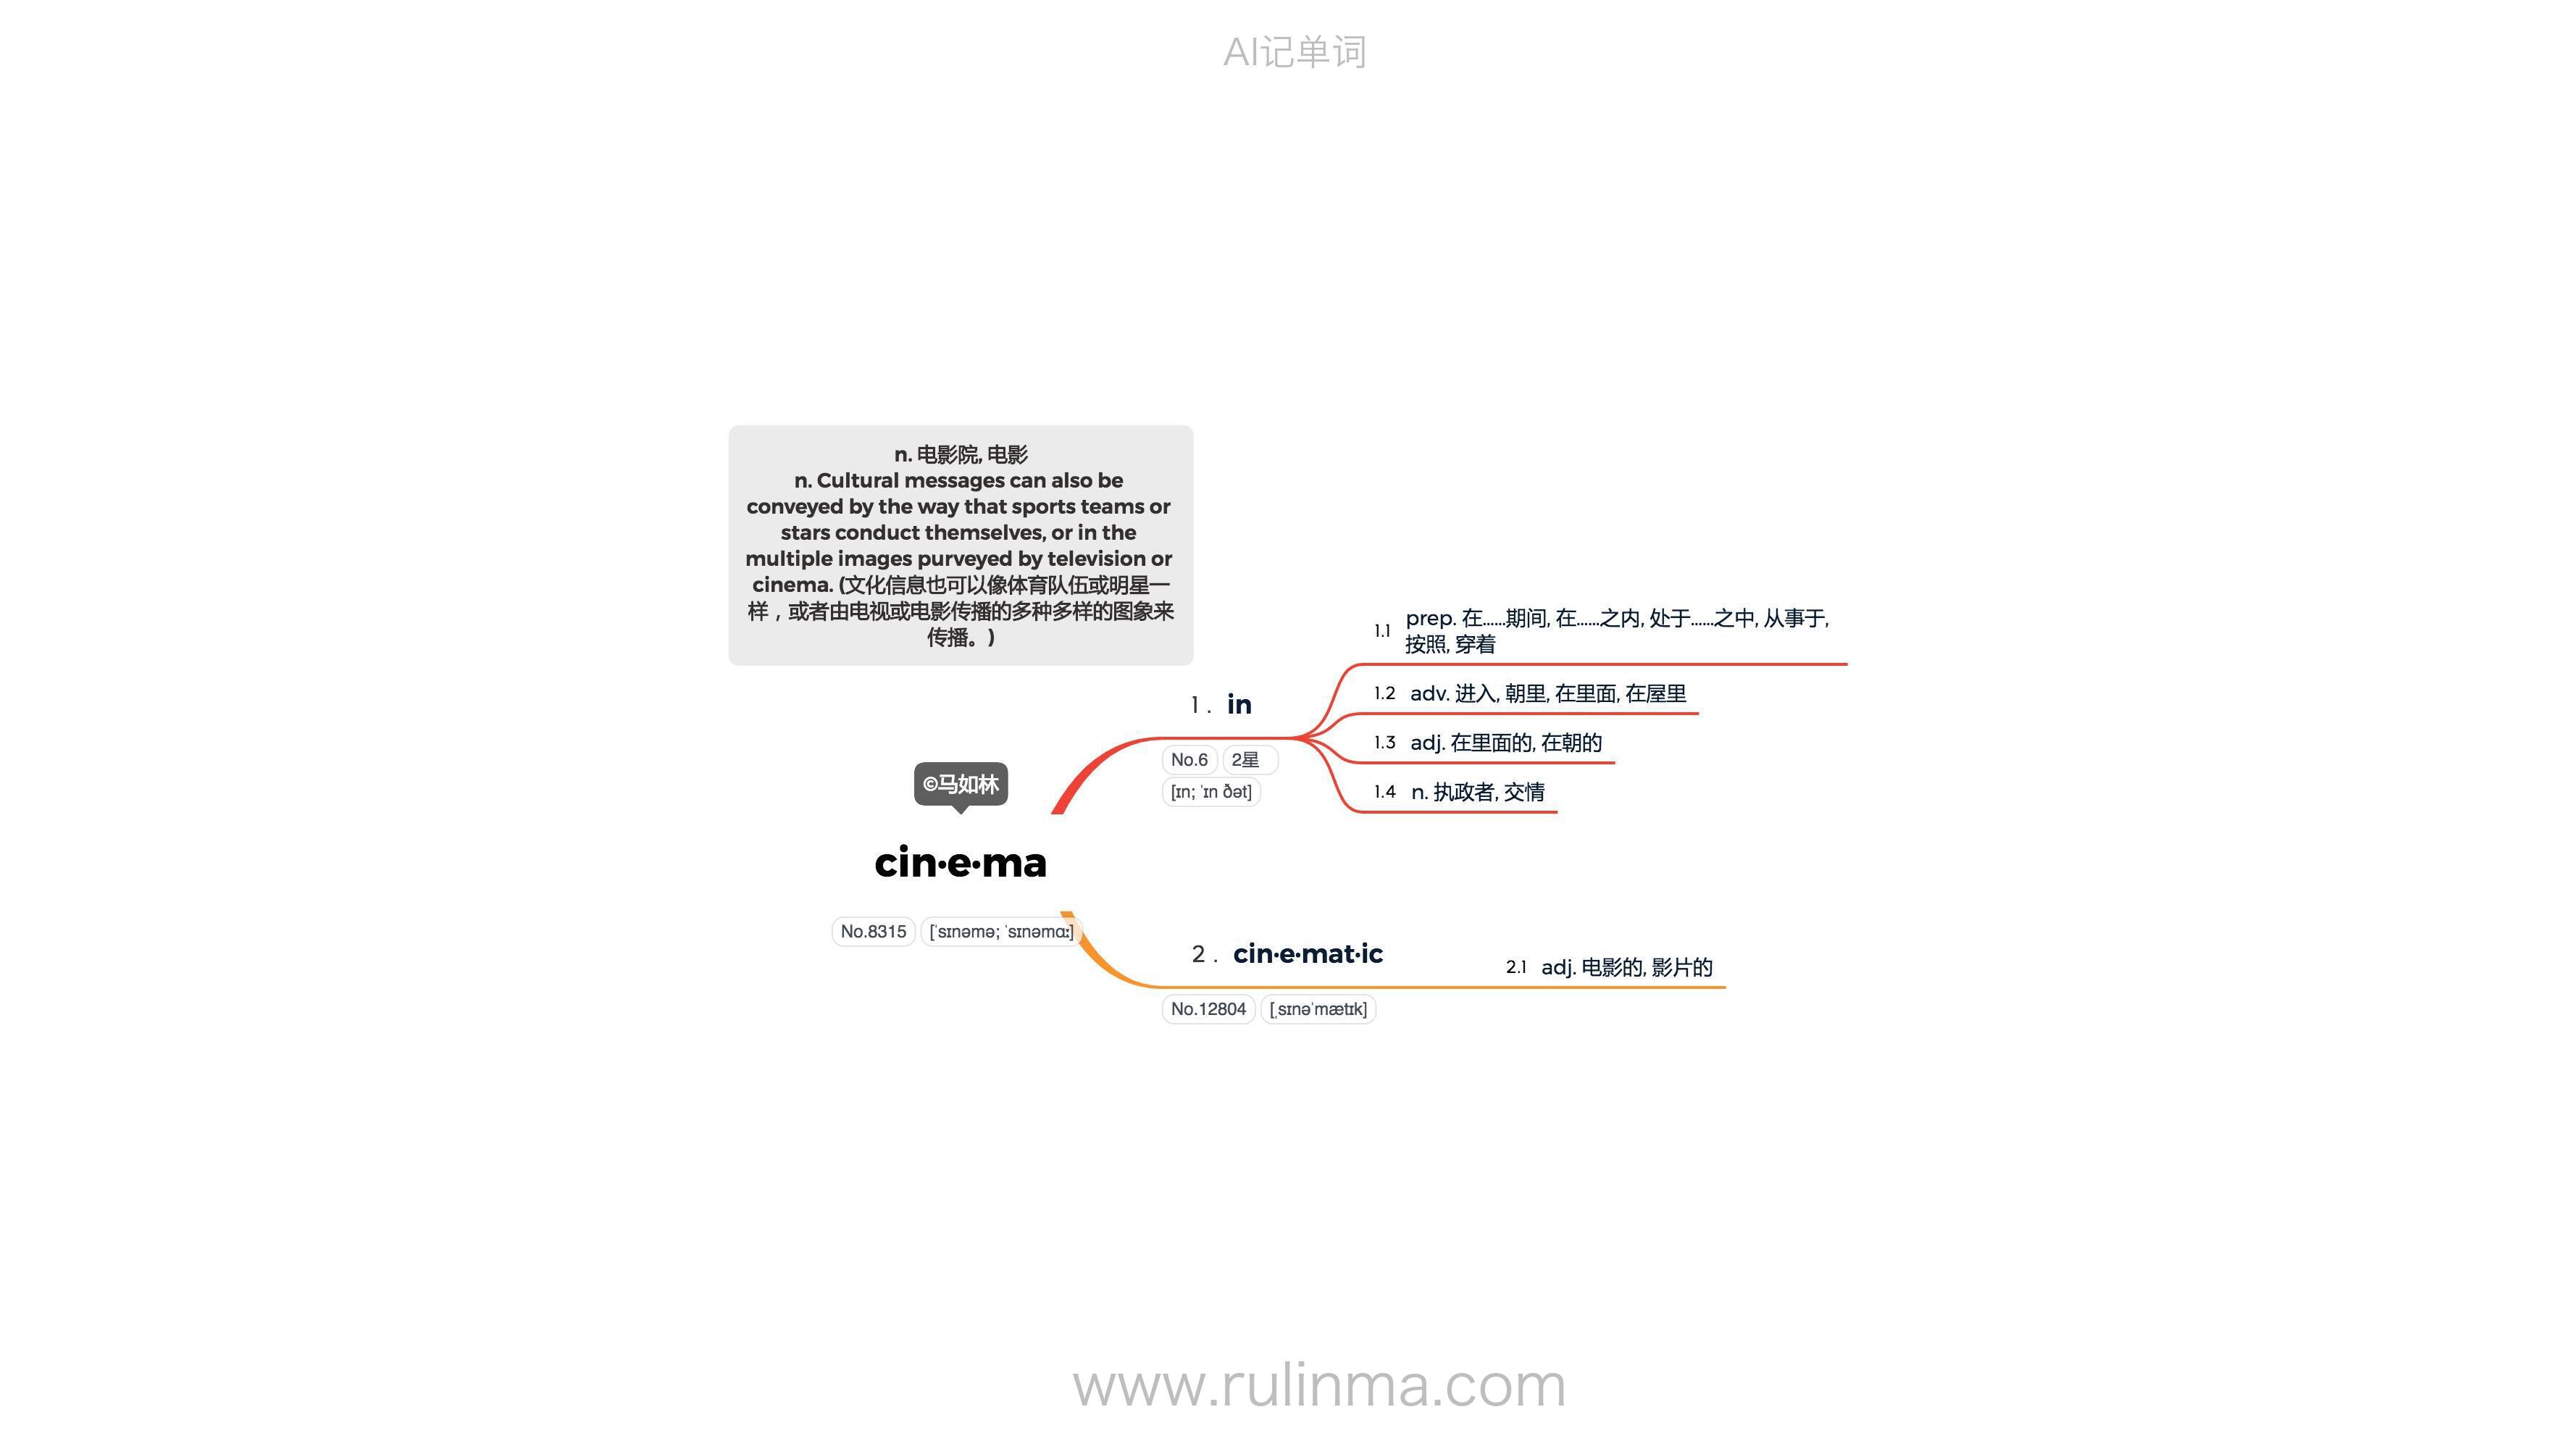 AI记单词
n. 电影院, 电影
n. Cultural messages can also be
conveyed by the way that sports teams or
stars conduct themselves, or in the
multiple images purveyed by television or
cinema. (文化信息也可以像体育队伍或明星一
样，或者由电视或电影传播的多种多样的图象来
传播。)
1 . in
No.6 2星
[ɪn; ˈɪn ðət]
1.1 prep. 在......期间, 在......之内, 处于......之中, 从事于,
按照, 穿着
1.2 adv. 进入, 朝里, 在里面, 在屋里
1.3 adj. 在里面的, 在朝的
1.4 n. 执政者, 交情
©马如林
cin·e·ma
No.8315 [ˈsɪnəmə; ˈsɪnəmɑː]
2 . cin·e·mat·ic
No.12804 [ˌsɪnəˈmætɪk]
2.1 adj. 电影的, 影片的
www.rulinma.com